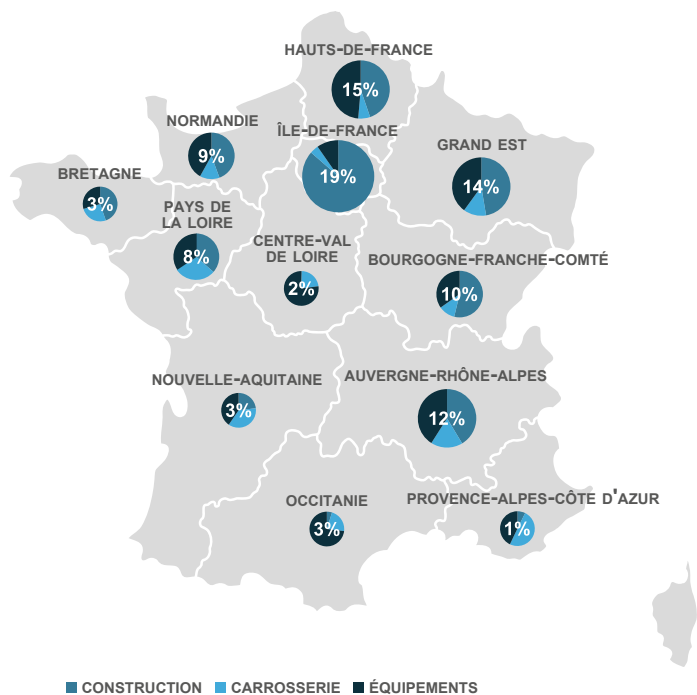 HAUTS-DE-FRANCE
15%
NORMANDIE
9%
ÎLE-DE-FRANCE
19%
GRAND EST
14%
BRETAGNE
3%
PAYS DE
LA LOIRE
8%
CENTRE-VAL
DE LOIRE
2%
BOURGOGNE-FRANCHE-COMTÉ
10%
NOUVELLE-AQUITAINE
3%
AUVERGNE-RHÔNE-ALPES
12%
OCCITANIE
3%
PROVENCE-ALPES-CÔTE D'AZUR
1%
CONSTRUCTION CARROSSERIE ÉQUIPEMENTS